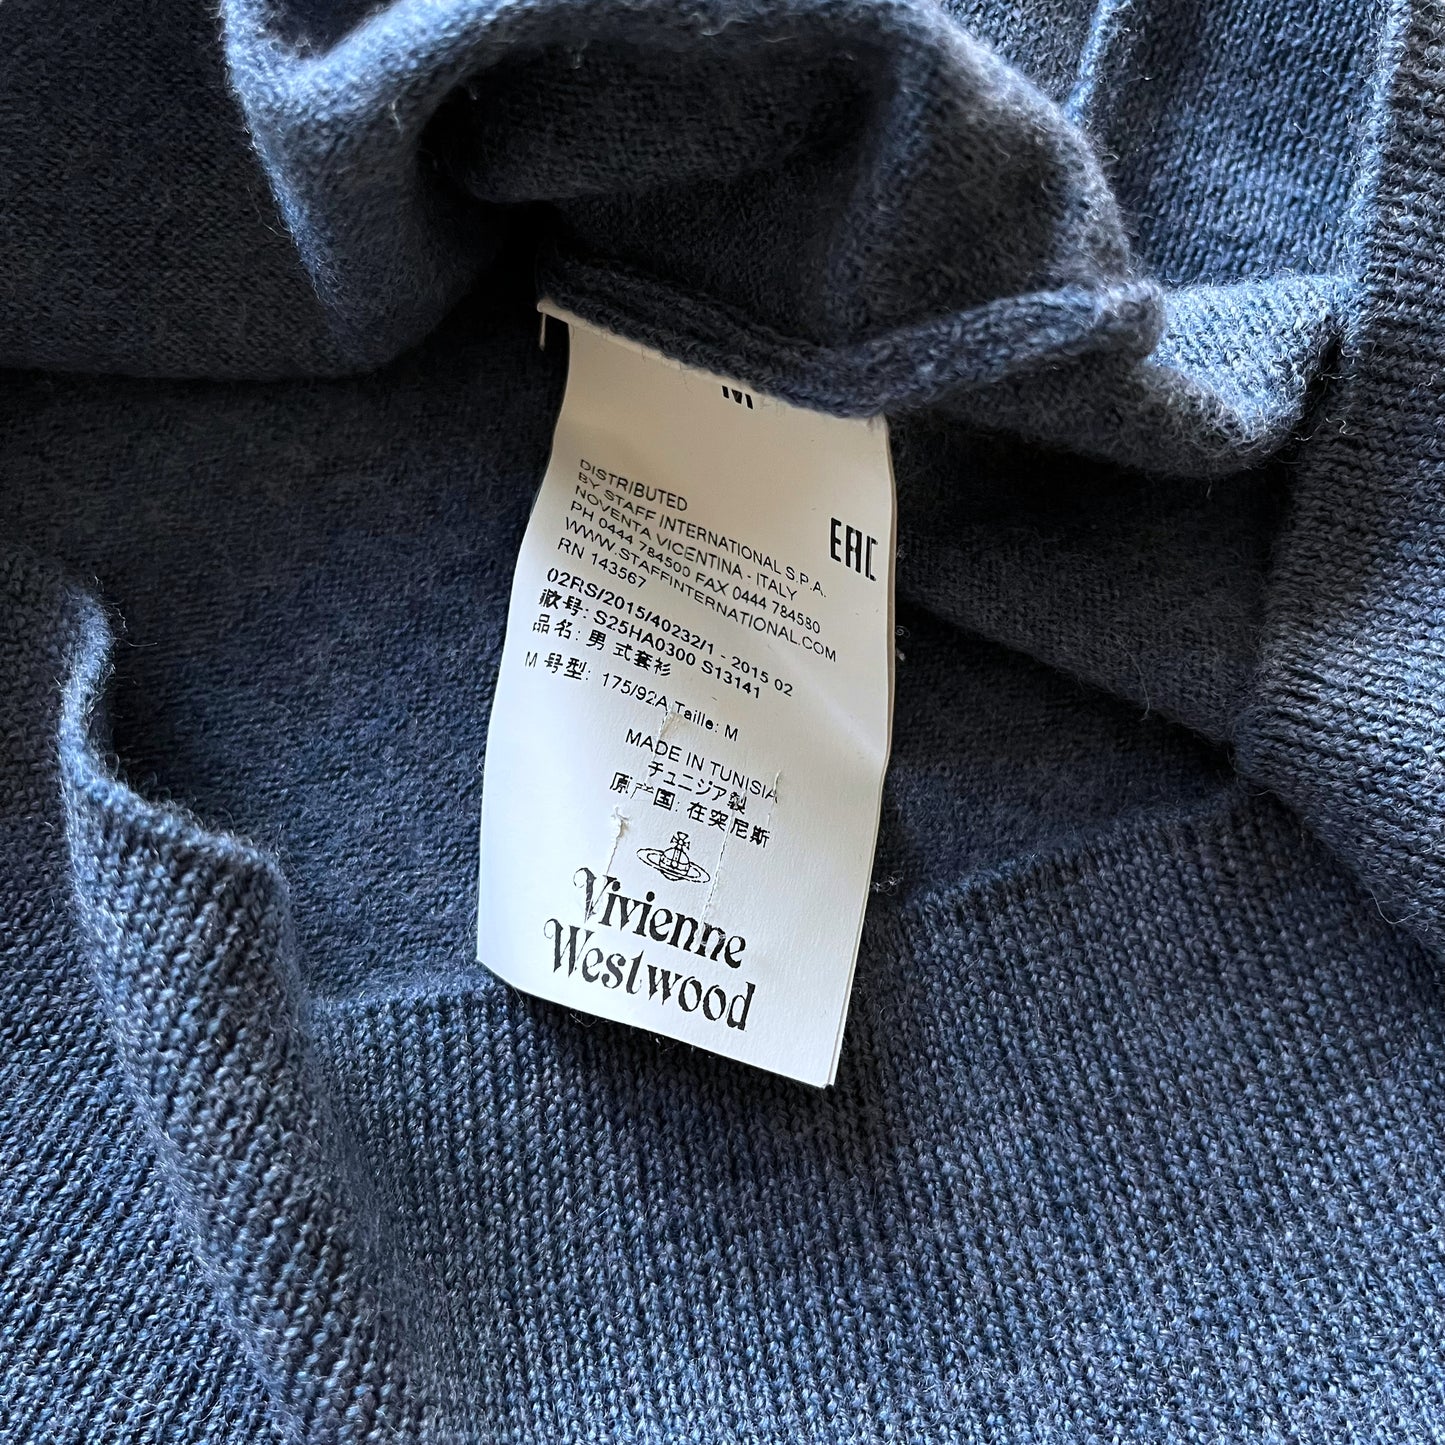 M
DISTRIBUTED
BY STAFF INTERNATIONAL S.P.A.
NOVENTA VICENTINA - ITALY
PH 0444 784500 FAX 0444 784580
WWW.STAFFINTERNATIONAL.COM
RN 143567
EAC
02RS/2015/40232/1 - 2015 02
款号: S25HA0300 S13141
品名: 男 式套衫
M 号型: 175/92A Taille: M
MADE IN TUNISIA
チュニジア製
原产国: 在突尼斯
Vivienne
Westwood